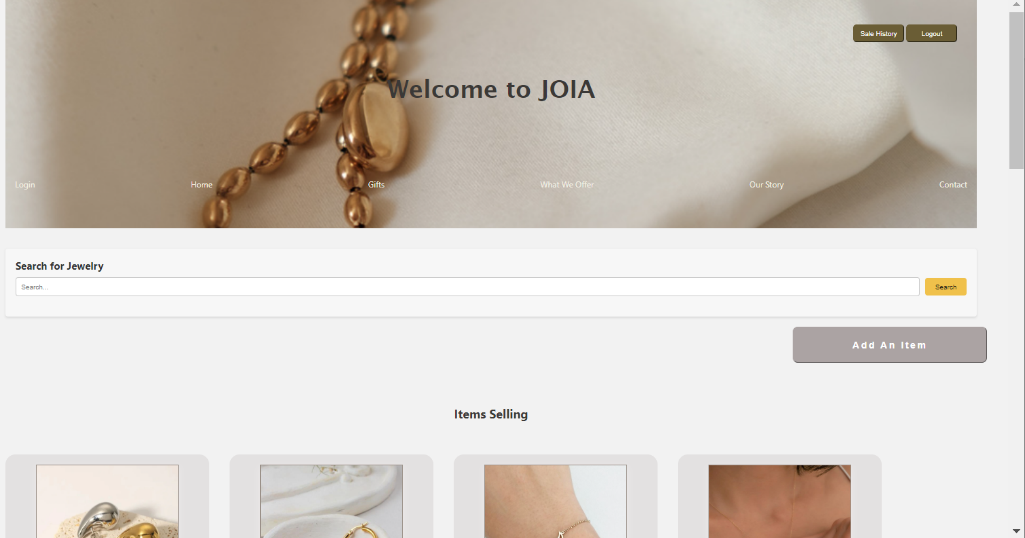 Sale History Logout
Welcome to JOIA
Login Home Gifts What We Offer Our Story Contact
Search for Jewelry
Search... Search
Add An Item
Items Selling